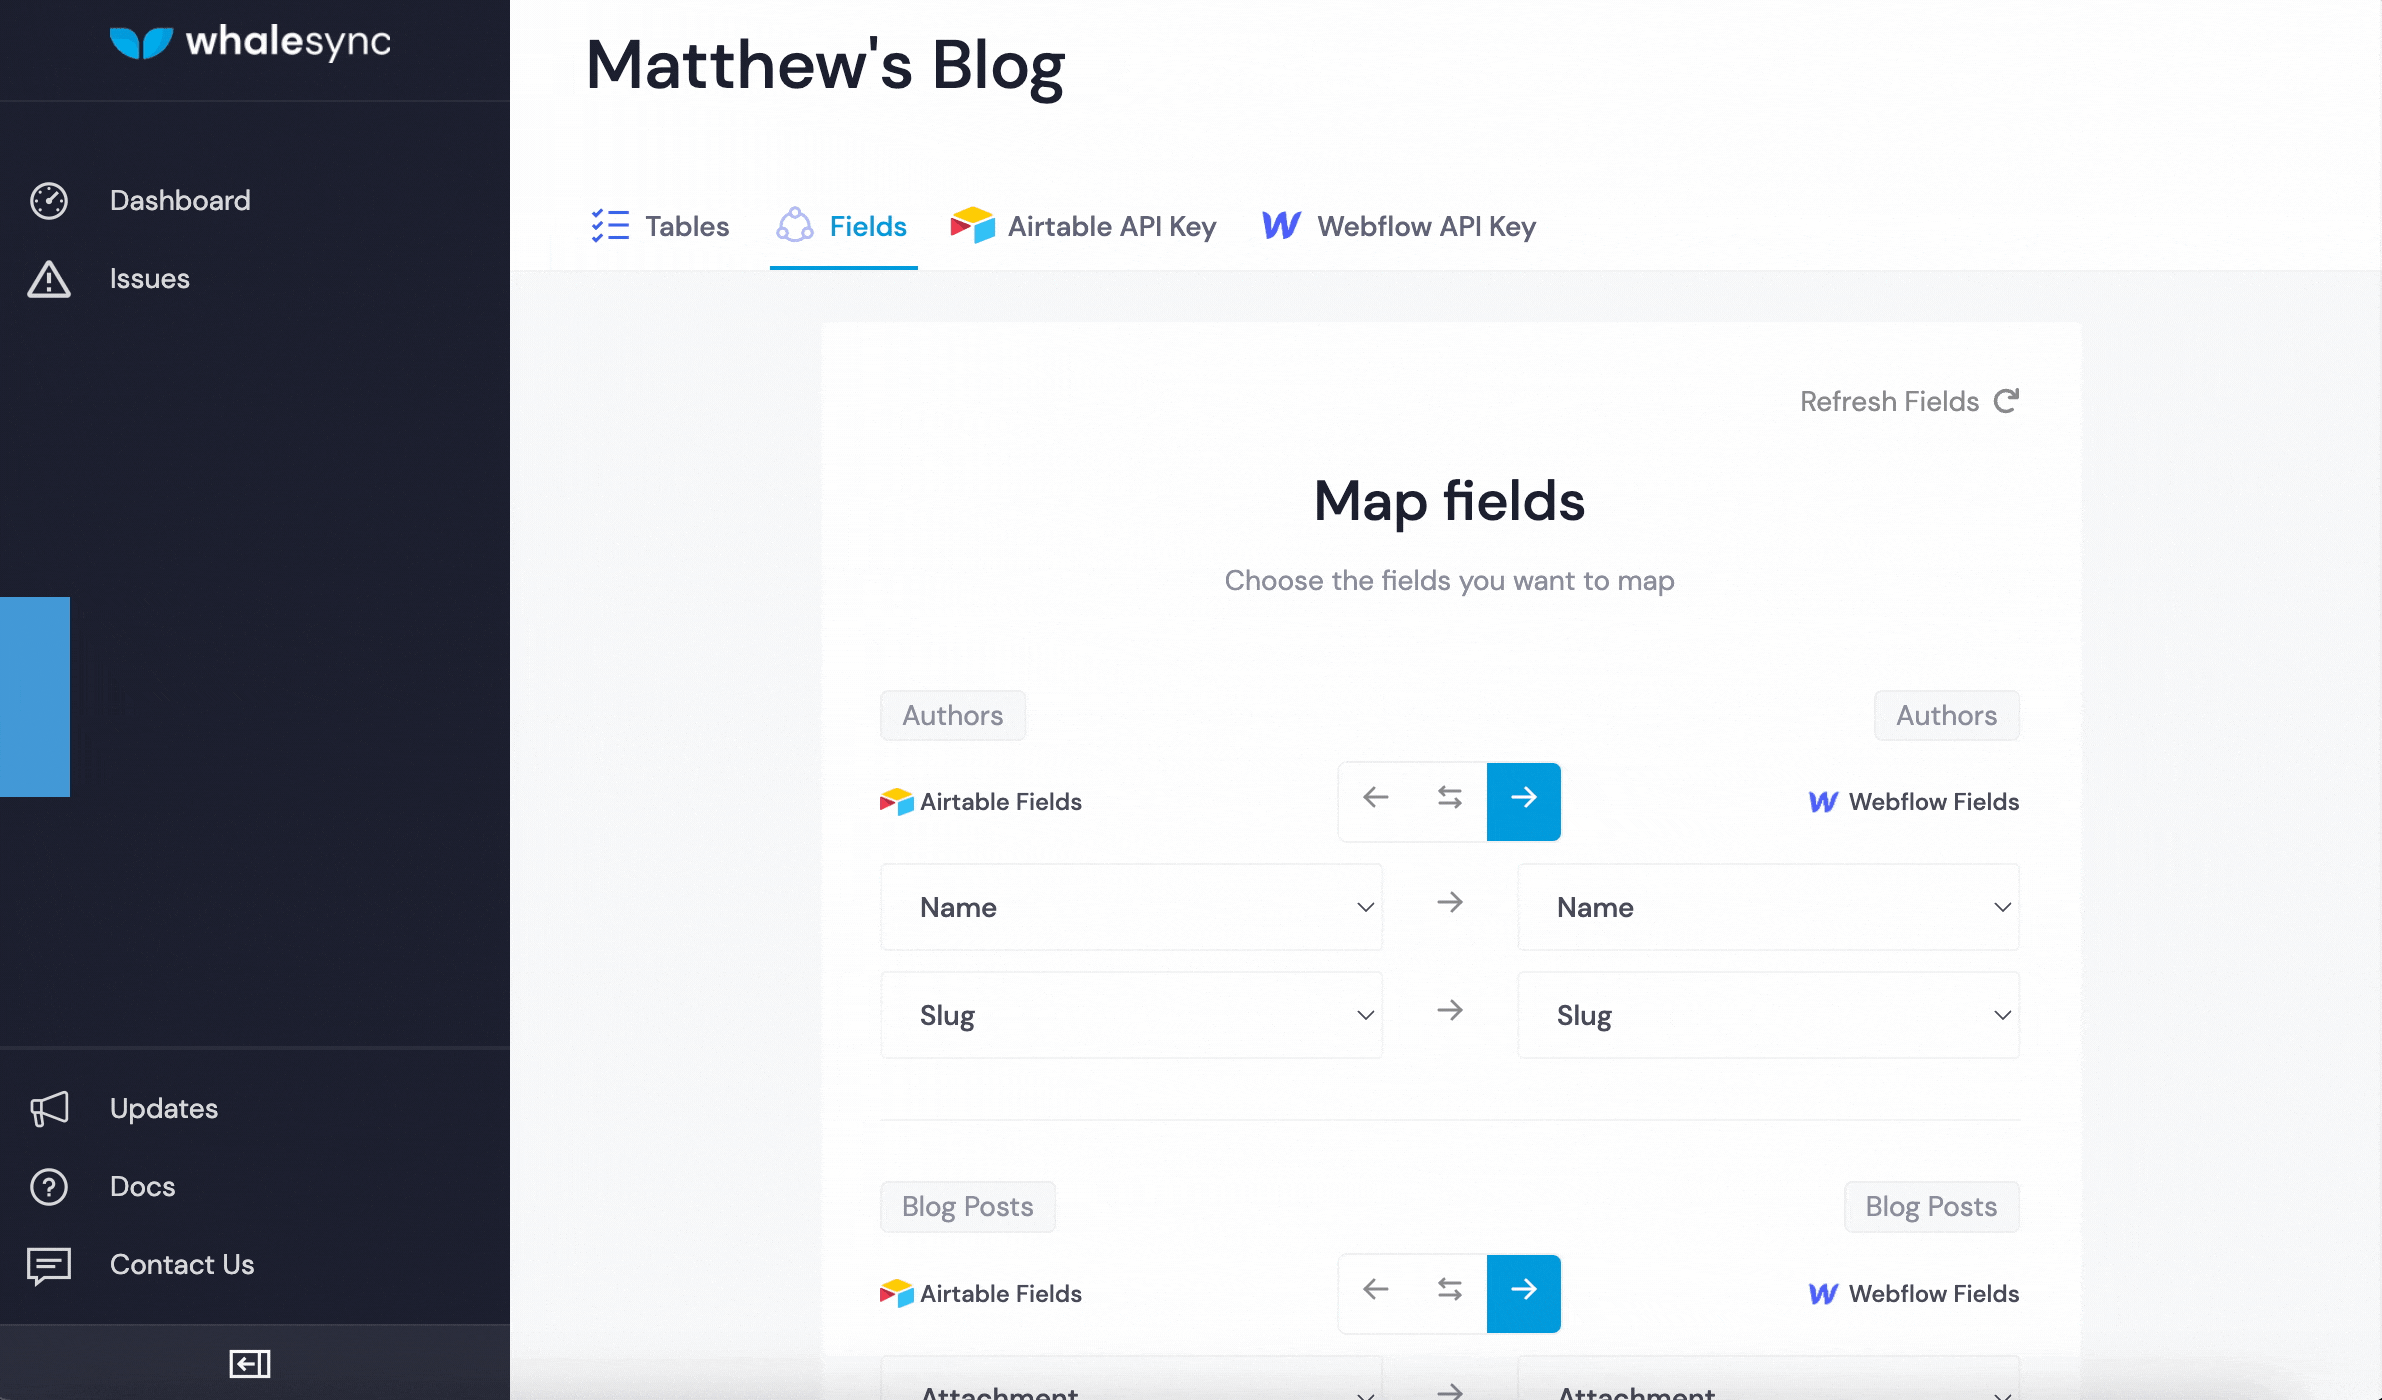 whalesync
Dashboard
Issues
Updates
Docs
Contact Us
Matthew's Blog
Tables
Fields
Airtable API Key
Webflow API Key
Refresh Fields
Map fields
Choose the fields you want to map
Authors
Authors
Airtable Fields
Webflow Fields
Name
Name
Slug
Slug
Blog Posts
Blog Posts
Airtable Fields
Webflow Fields
Attachment
Attachment